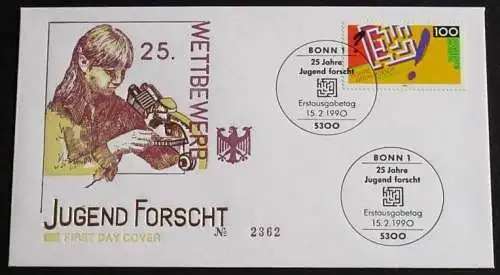 25.
WETTBEWERB
JUGEND FORSCHT
FIRST DAY COVER
№ 2362
100
BONN 1
25 Jahre
Jugend forscht
Erstausgabetag
15.2.1990
5300
BONN 1
25 Jahre
Jugend forscht
Erstausgabetag
15.2.1990
5300